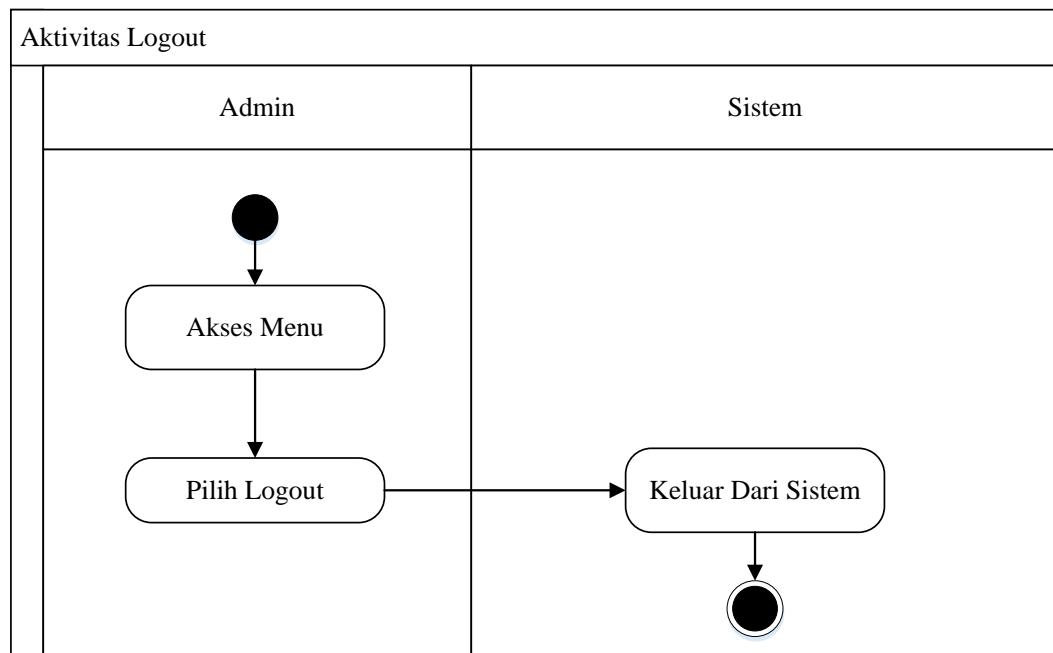 Aktivitas Logout
Admin
Sistem
Akses Menu
Pilih Logout
Keluar Dari Sistem